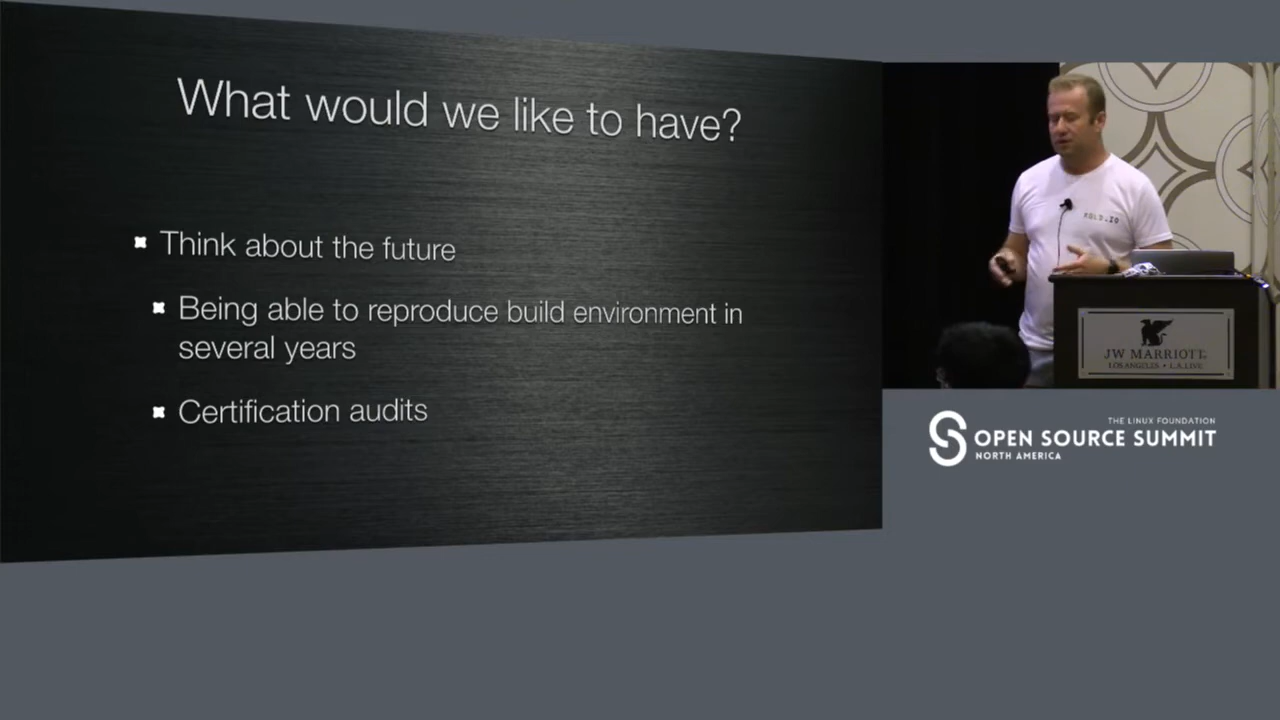 What would we like to have?
Think about the future
Being able to reproduce build environment in
several years
Certification audits
JW MARRIOTT
LOS ANGELES • L.A. LIVE
THE LINUX FOUNDATION
OPEN SOURCE SUMMIT
NORTH AMERICA